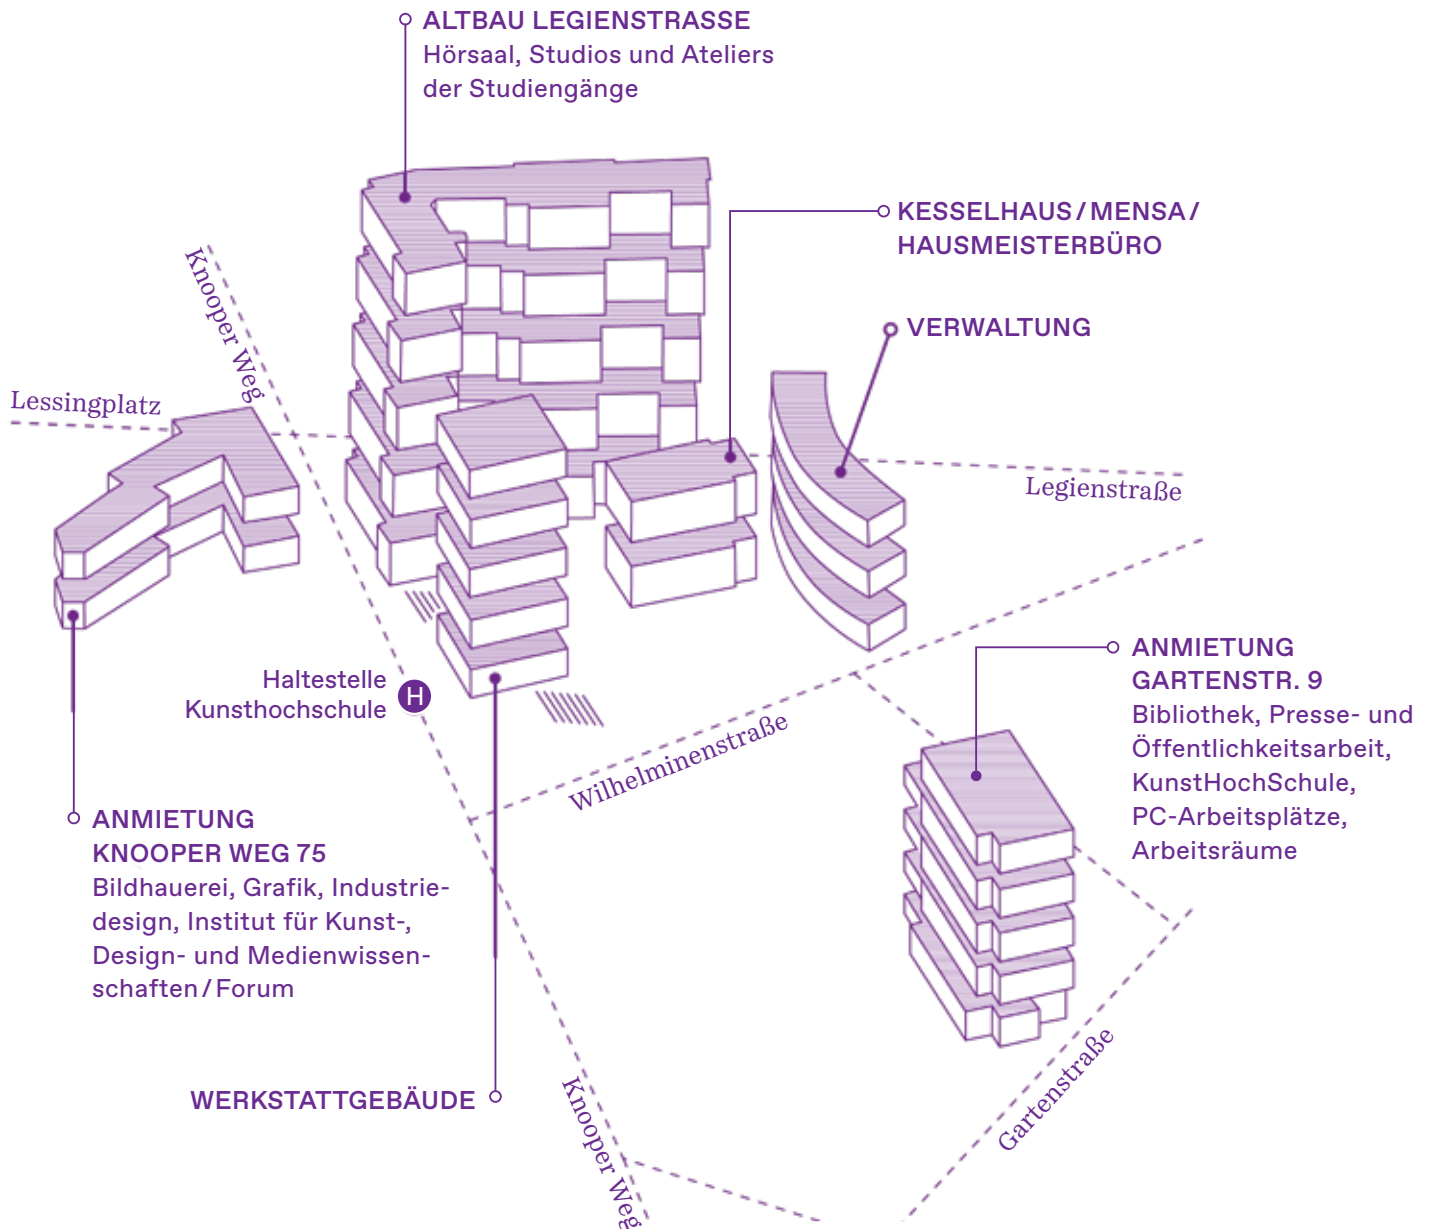 ALTBAU LEGIENSTRASSE
Hörsaal, Studios und Ateliers
der Studiengänge
KESSELHAUS / MENSA /
HAUSMEISTERBÜRO
VERWALTUNG
Knooper Weg
Lessingplatz
Legienstraße
Haltestelle
Kunsthochschule
H
Wilhelminenstraße
ANMIETUNG
GARTENSTR. 9
Bibliothek, Presse- und
Öffentlichkeitsarbeit,
KunstHochSchule,
PC-Arbeitsplätze,
Arbeitsräume
ANMIETUNG
KNOOPER WEG 75
Bildhauerei, Grafik, Industrie-
design, Institut für Kunst-,
Design- und Medienwissen-
schaften / Forum
WERKSTATTGEBÄUDE
Knooper Weg
Gartenstraße